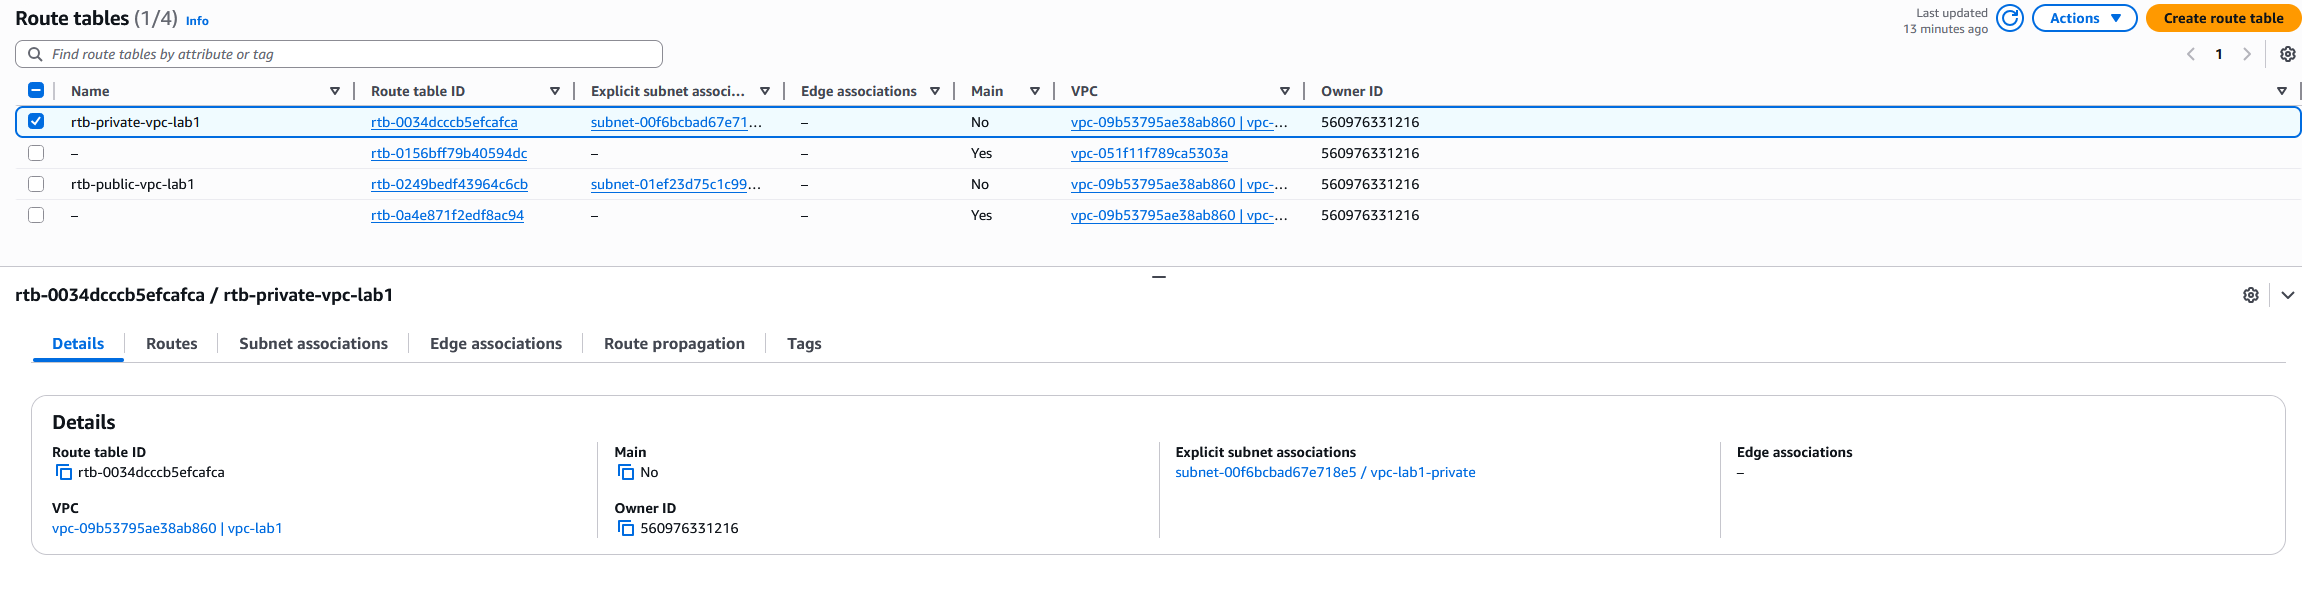 Route tables (1/4) Info
Last updated
13 minutes ago
Actions
Create route table
Find route tables by attribute or tag
1
Name Route table ID Explicit subnet associ... Edge associations Main VPC Owner ID
rtb-private-vpc-lab1 rtb-0034dcccb5efcafca subnet-00f6bcbad67e71... – No vpc-09b53795ae38ab860 | vpc-... 560976331216
– rtb-0156bff79b40594dc – – Yes vpc-051f11f789ca5303a 560976331216
rtb-public-vpc-lab1 rtb-0249bedf43964c6cb subnet-01ef23d75c1c99... – No vpc-09b53795ae38ab860 | vpc-... 560976331216
– rtb-0a4e871f2edf8ac94 – – Yes vpc-09b53795ae38ab860 | vpc-... 560976331216
rtb-0034dcccb5efcafca / rtb-private-vpc-lab1
Details Routes Subnet associations Edge associations Route propagation Tags
Details
Route table ID
rtb-0034dcccb5efcafca
VPC
vpc-09b53795ae38ab860 | vpc-lab1
Main
No
Owner ID
560976331216
Explicit subnet associations
subnet-00f6bcbad67e718e5 / vpc-lab1-private
Edge associations
–